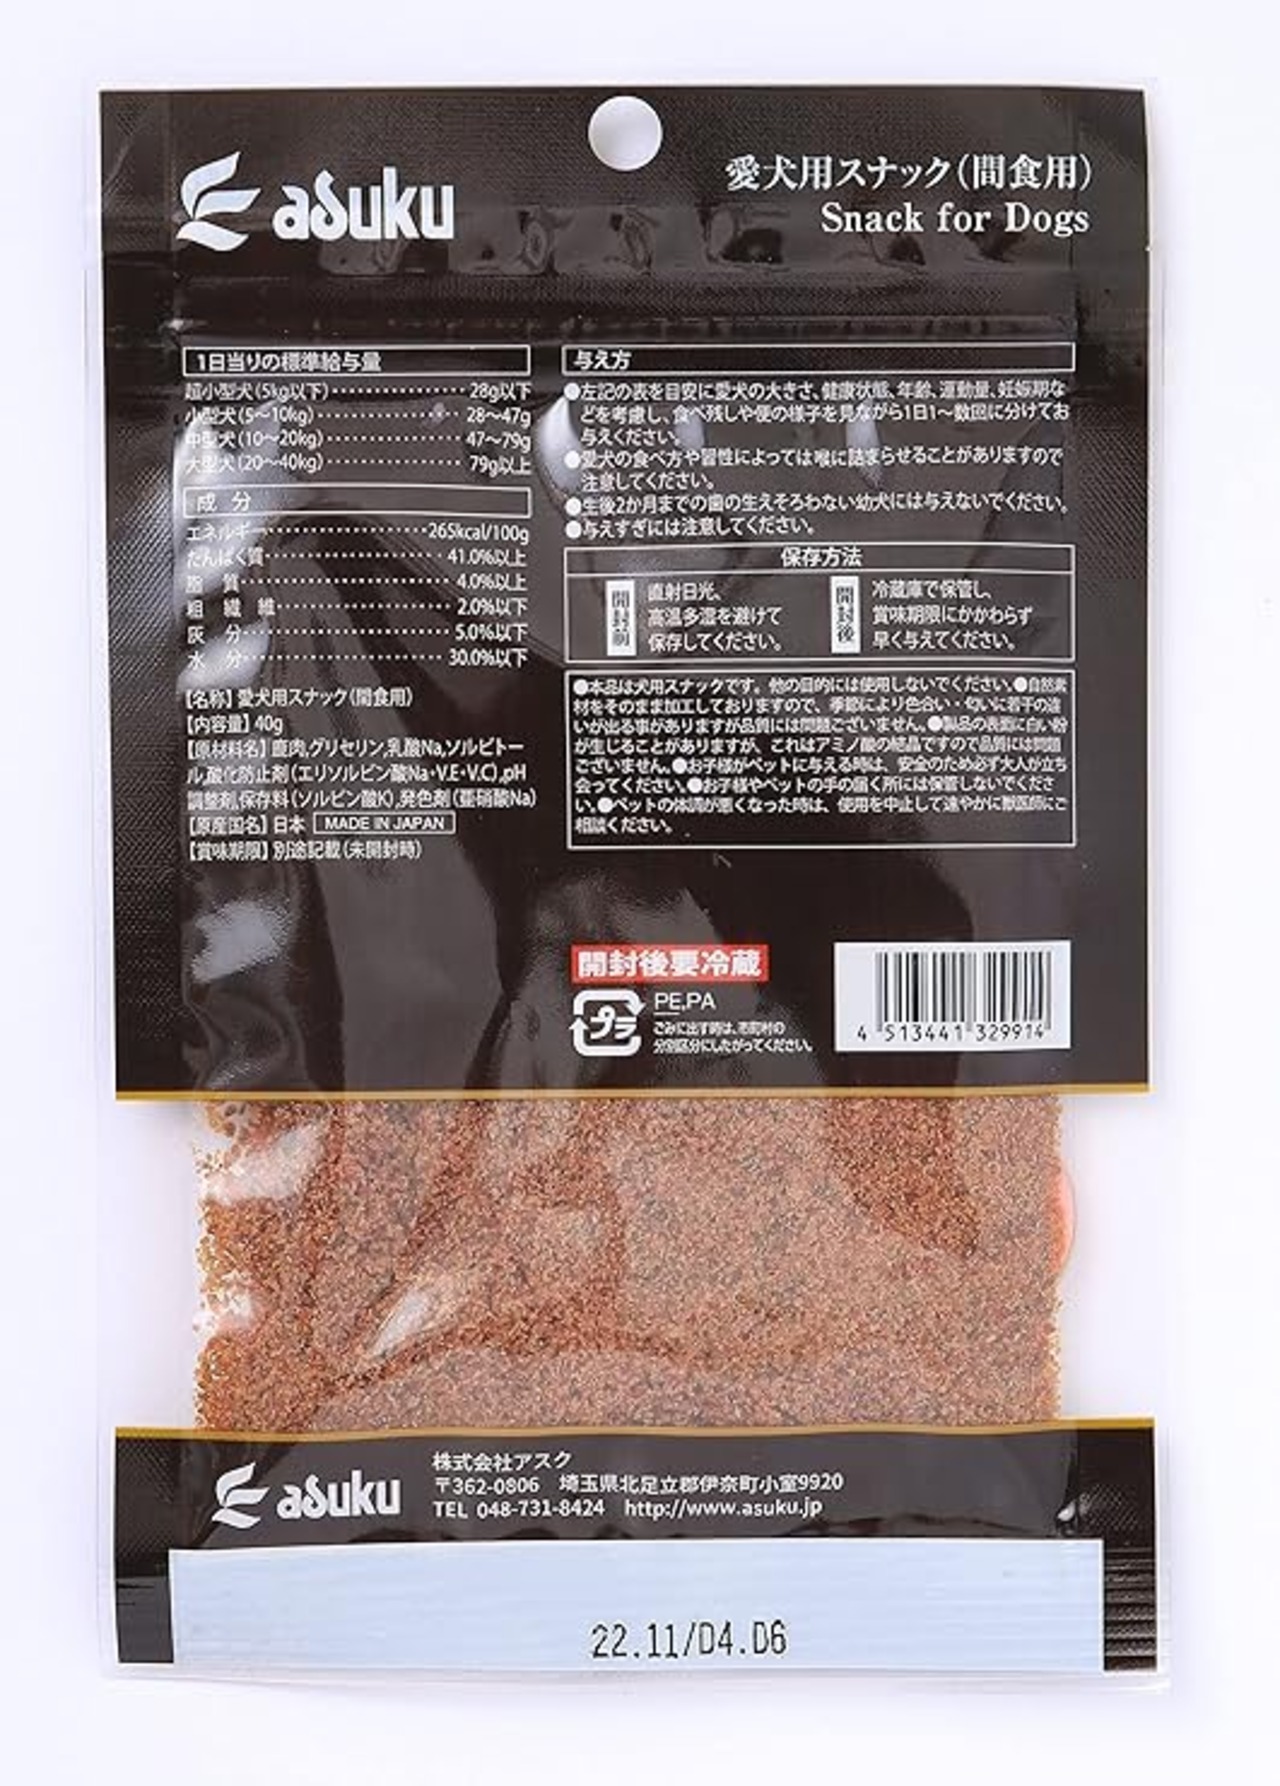 asuku
愛犬用スナック(間食用)
Snack for Dogs
1日当りの標準給与量
超小型犬(5kg以下)・・・・・・・・・・・・・・・・28g以下
小型犬(5〜10kg)・・・・・・・・・・・・・・・・28〜47g
中型犬(10〜20kg)・・・・・・・・・・・・・・・・47〜79g
大型犬(20〜40kg)・・・・・・・・・・・・・・・・79g以上
成 分
エネルギー・・・・・・・・・・・・・・・・265kcal/100g
たんぱく質・・・・・・・・・・・・・・・・41.0%以上
脂 質・・・・・・・・・・・・・・・・4.0%以上
粗 繊 維・・・・・・・・・・・・・・・・2.0%以下
灰 分・・・・・・・・・・・・・・・・5.0%以下
水 分・・・・・・・・・・・・・・・・30.0%以下
【名称】愛犬用スナック(間食用)
【内容量】40g
【原材料名】鹿肉,グリセリン,乳酸Na,ソルビトー
ル,酸化防止剤(エリソルビン酸Na・V.E・V.C),pH
調整剤,保存料(ソルビン酸K),発色剤(亜硝酸Na)
【原産国名】日本 MADE IN JAPAN
【賞味期限】別途記載(未開封時)
与え方
●左記の表を目安に愛犬の大きさ、健康状態、年齢、運動量、妊娠期な
どを考慮し、食べ残しや便の様子を見ながら1日1〜数回に分けてお
与えください。
●愛犬の食べ方や習性によっては喉に詰まらせることがありますので
注意してください。
●生後2か月までの歯の生えそろわない幼犬には与えないでください。
●与えすぎには注意してください。
保存方法
開封前
直射日光、
高温多湿を避けて
保存してください。
開封後
冷蔵庫で保管し、
賞味期限にかかわらず
早く与えてください。
●本品は犬用スナックです。他の目的には使用しないでください。●自然素
材をそのまま加工しておりますので、季節により色合い・匂いに若干の違
いが出る事がありますが品質には問題ございません。●製品の表面に白い粉
が生じることがありますが、これはアミノ酸の結晶ですので品質には問題
ございません。●お子様がペットに与える時は、安全のため必ず大人が立ち
会ってください。●お子様やペットの手の届く所には保管しないでくださ
い。●ペットの体調が悪くなった時は、使用を中止して速やかに獣医師にご
相談ください。
開封後要冷蔵
プラ
PE,PA
ごみに出す時は、市町村の
分別区分にしたがってください。
4 513441 329914
asuku
株式会社アスク
〒362-0806 埼玉県北足立郡伊奈町小室9920
TEL 048-731-8424 http://www.asuku.jp
22.11/D4.D6